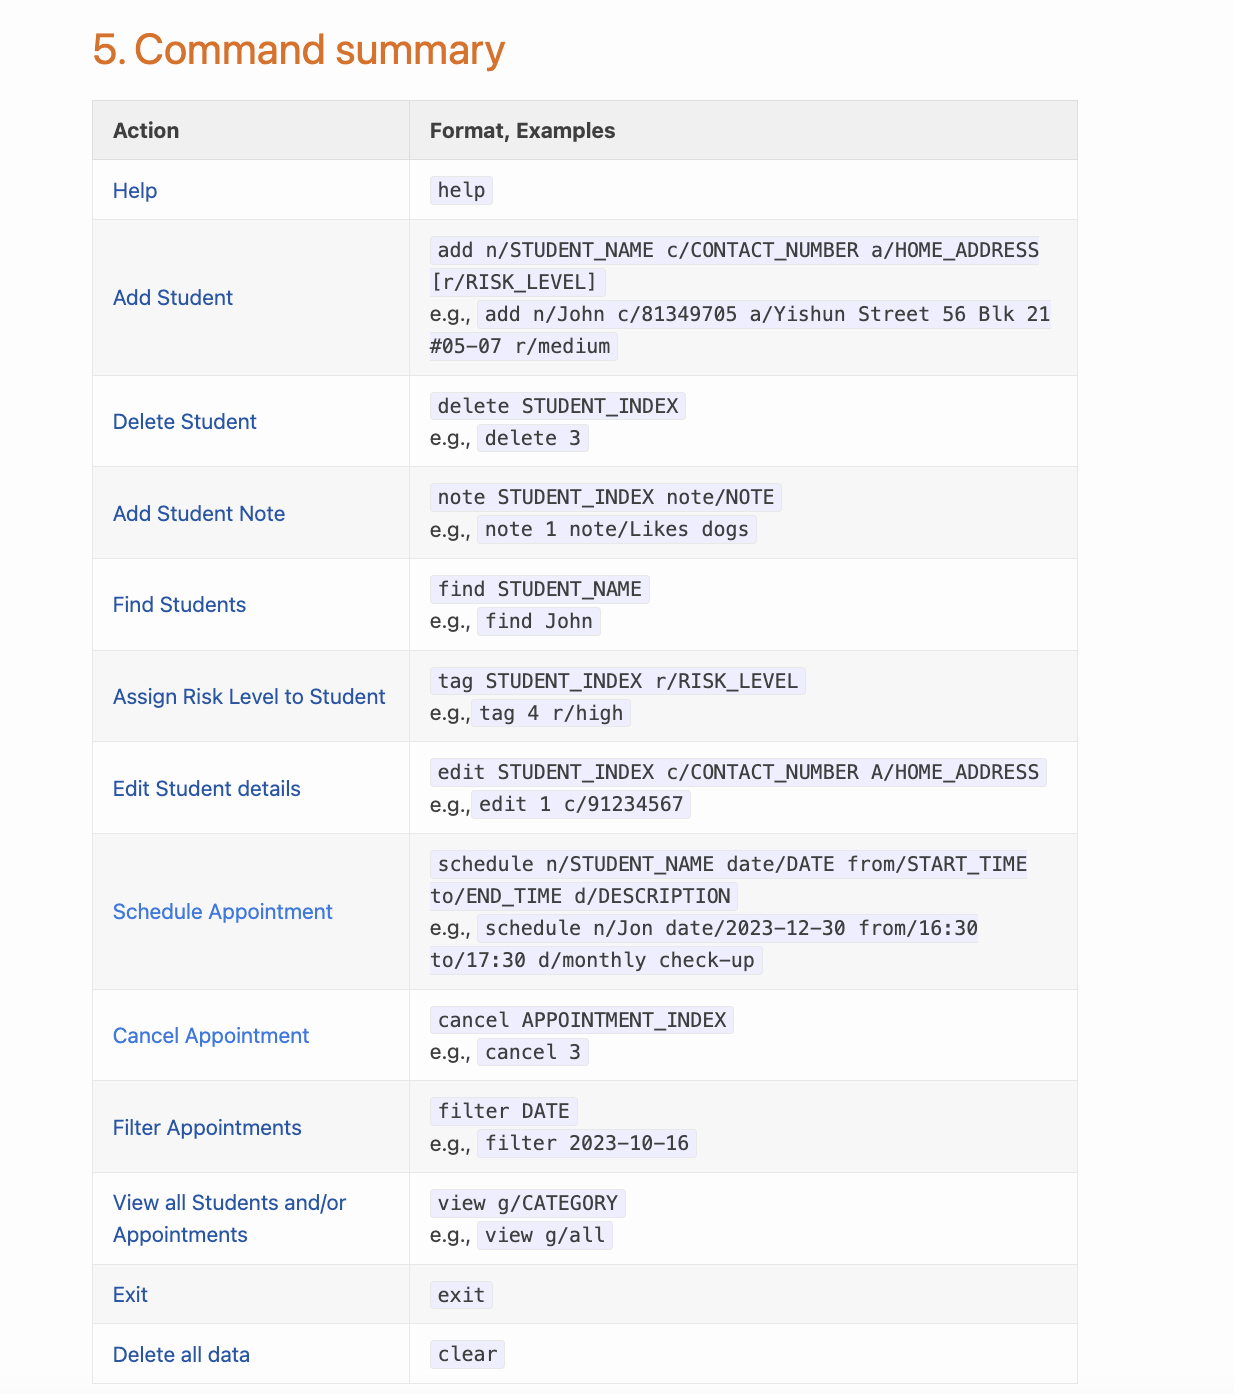 5. Command summary
Action
Format, Examples
Help
help
Add Student
add n/STUDENT_NAME c/CONTACT_NUMBER a/HOME_ADDRESS
[r/RISK_LEVEL]
e.g., add n/John c/81349705 a/Yishun Street 56 Blk 21
#05-07 r/medium
Delete Student
delete STUDENT_INDEX
e.g., delete 3
Add Student Note
note STUDENT_INDEX note/NOTE
e.g., note 1 note/Likes dogs
Find Students
find STUDENT_NAME
e.g., find John
Assign Risk Level to Student
tag STUDENT_INDEX r/RISK_LEVEL
e.g., tag 4 r/high
Edit Student details
edit STUDENT_INDEX c/CONTACT_NUMBER A/HOME_ADDRESS
e.g., edit 1 c/91234567
Schedule Appointment
schedule n/STUDENT_NAME date/DATE from/START_TIME
to/END_TIME d/DESCRIPTION
e.g., schedule n/Jon date/2023-12-30 from/16:30
to/17:30 d/monthly check-up
Cancel Appointment
cancel APPOINTMENT_INDEX
e.g., cancel 3
Filter Appointments
filter DATE
e.g., filter 2023-10-16
View all Students and/or
Appointments
view g/CATEGORY
e.g., view g/all
Exit
exit
Delete all data
clear